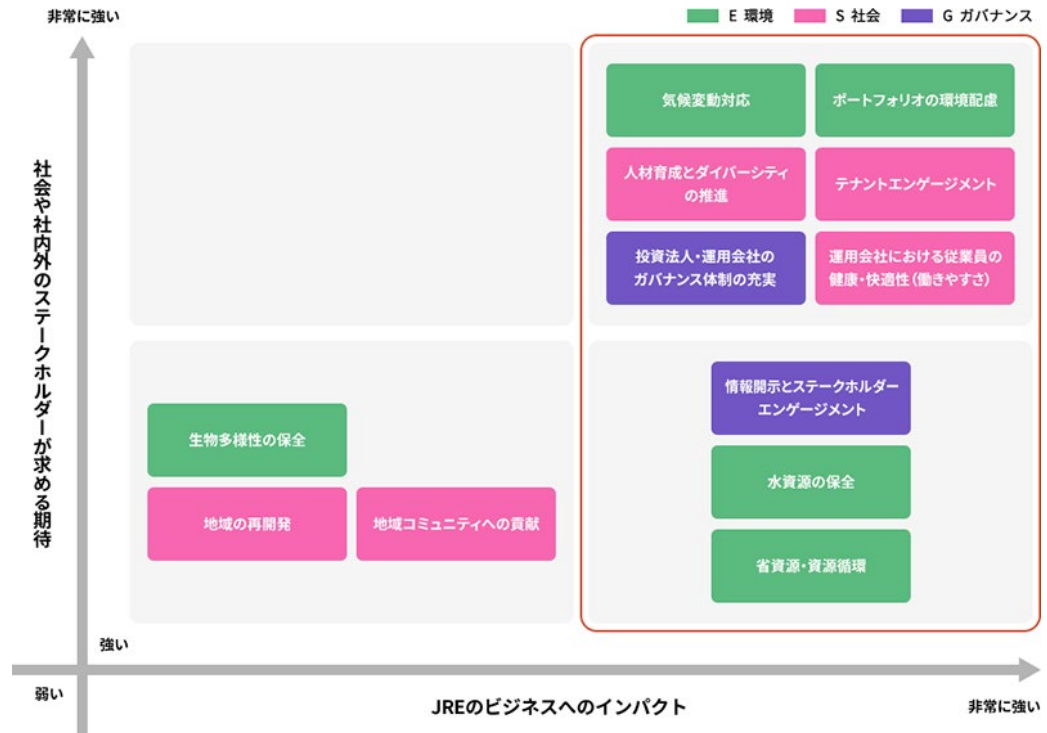 非常に強い
E 環境
S 社会
G ガバナンス
社会や社内外のステークホルダーが求める期待
気候変動対応
ポートフォリオの環境配慮
人材育成とダイバーシティ
の推進
テナントエンゲージメント
投資法人・運用会社の
ガバナンス体制の充実
運用会社における従業員の
健康・快適性（働きやすさ）
生物多様性の保全
地域の再開発
地域コミュニティへの貢献
情報開示とステークホルダー
エンゲージメント
水資源の保全
省資源・資源循環
強い
弱い
JREのビジネスへのインパクト
非常に強い